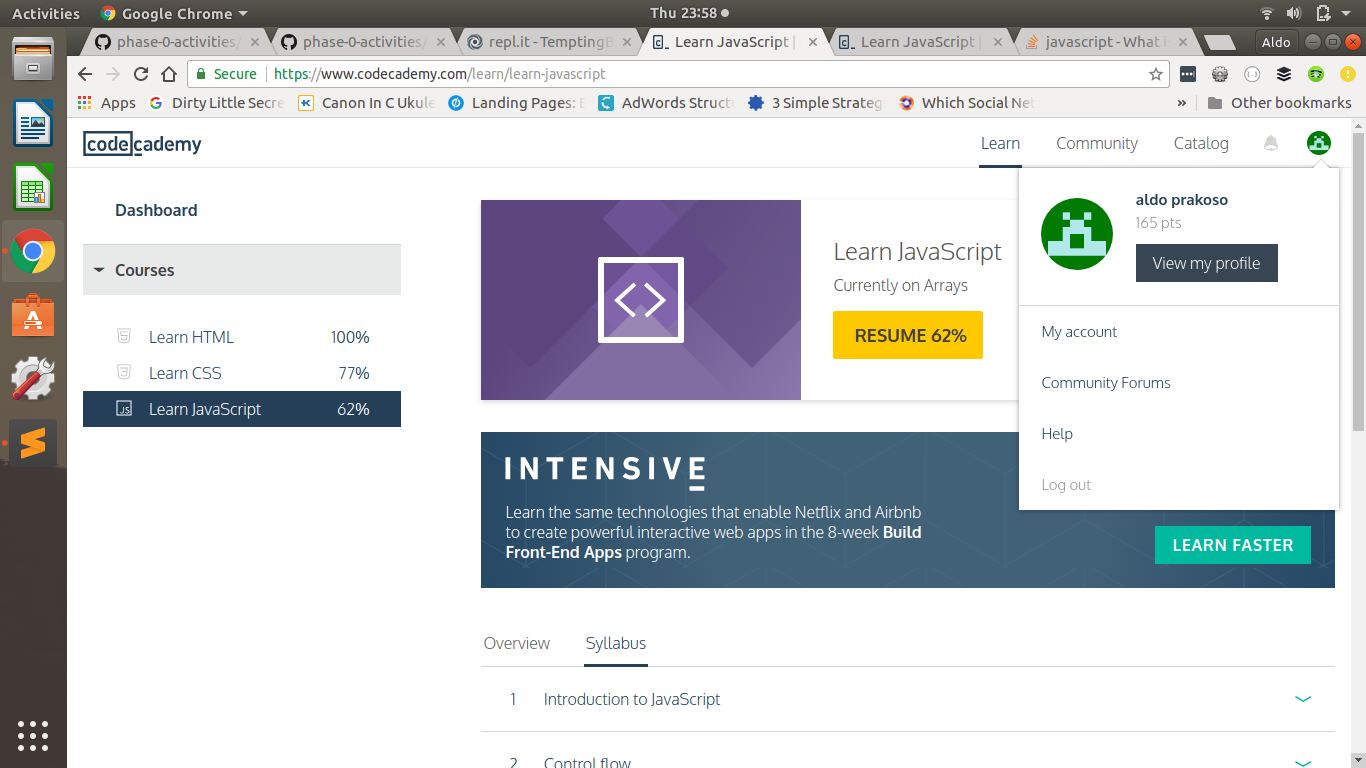 Activities
Google Chrome
Thu 23:58
phase-0-activities/
phase-0-activities/
repl.it - Tempting
Learn JavaScript |
Learn JavaScript |
javascript - What i
Aldo
Secure
https://www.codecademy.com/learn/learn-javascript
Apps
Dirty Little Secre
Canon In C Ukule
Landing Pages:
AdWords Struct
3 Simple Strateg
Which Social Net
»
Other bookmarks
codecademy
Learn
Community
Catalog
Dashboard
Courses
Learn HTML 100%
Learn CSS 77%
JS Learn JavaScript 62%
Learn JavaScript
Currently on Arrays
RESUME 62%
aldo prakoso
165 pts
View my profile
My account
Community Forums
Help
Log out
INTENSIVE
Learn the same technologies that enable Netflix and Airbnb
to create powerful interactive web apps in the 8-week Build
Front-End Apps program.
LEARN FASTER
Overview
Syllabus
1 Introduction to JavaScript
2 Control flow